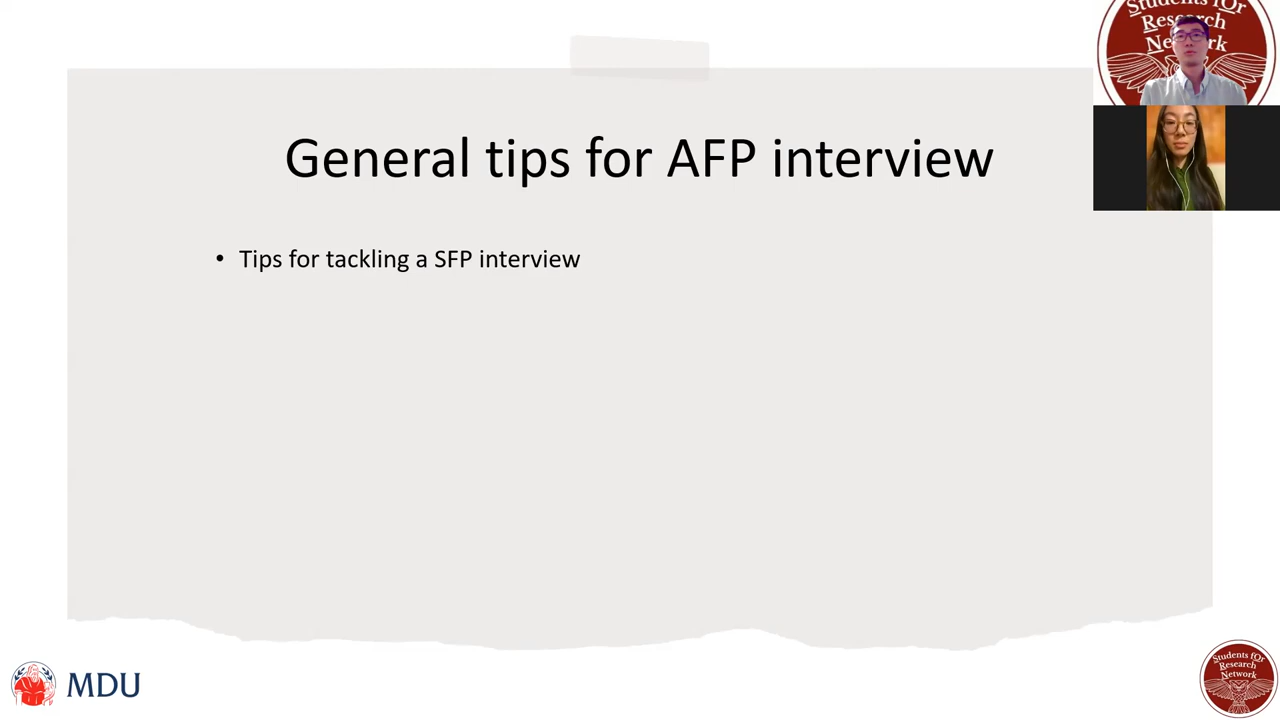 Students fOr
Research
Network
General tips for AFP interview
• Tips for tackling a SFP interview
MDU
Students fOr
Research
Network